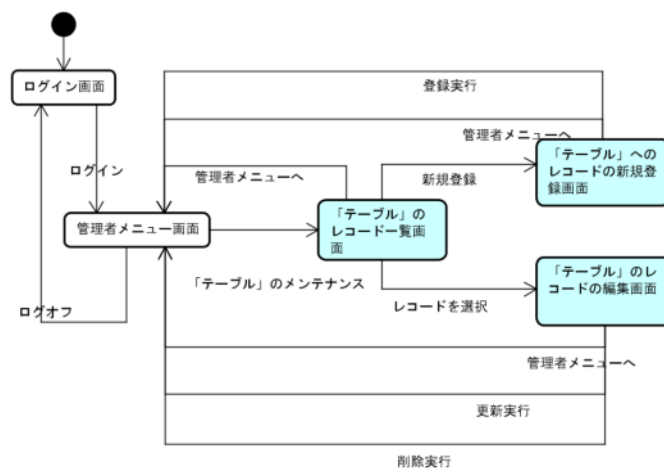 ログイン画面
登録実行
管理者メニューへ
「テーブル」への
レコードの新規登
録画面
ログイン
管理者メニューへ
新規登録
管理者メニュー画面
「テーブル」の
レコード一覧画
面
「テーブル」のメンテナンス
「テーブル」のレ
コードの編集画面
レコードを選択
ログオフ
管理者メニューへ
更新実行
削除実行